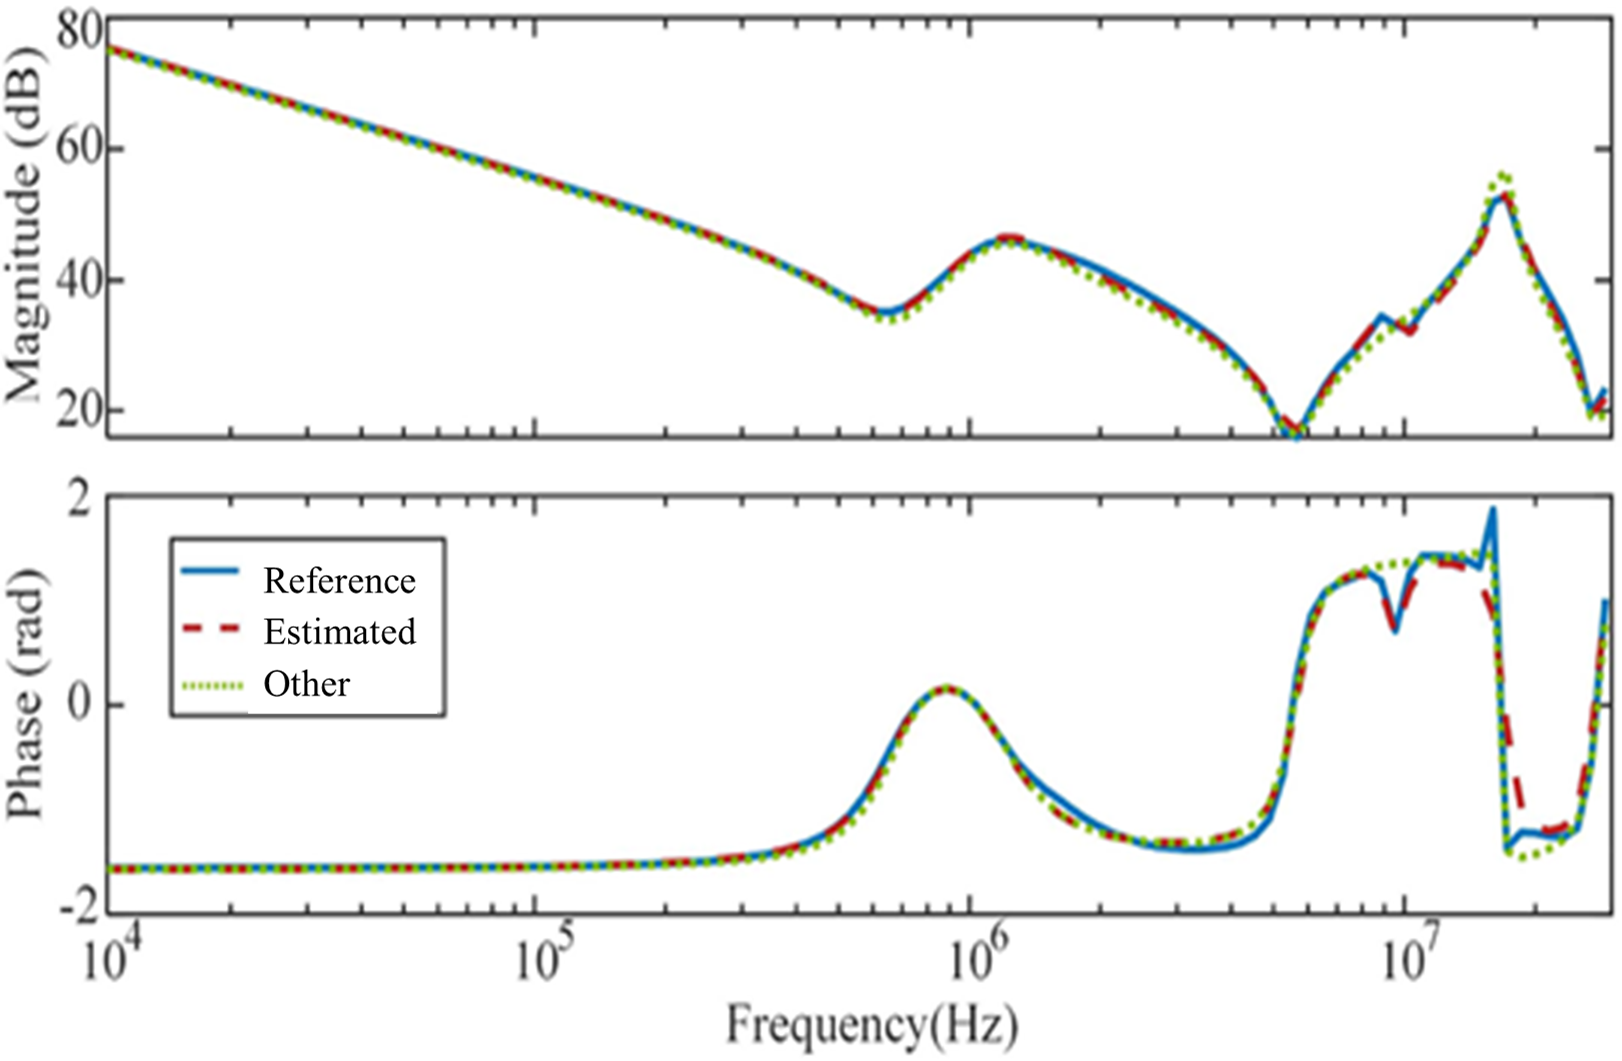 Magnitude (dB)
80
60
40
20
Phase (rad)
2
0
-2
Reference
Estimated
Other
10^4 10^5 10^6 10^7
Frequency(Hz)